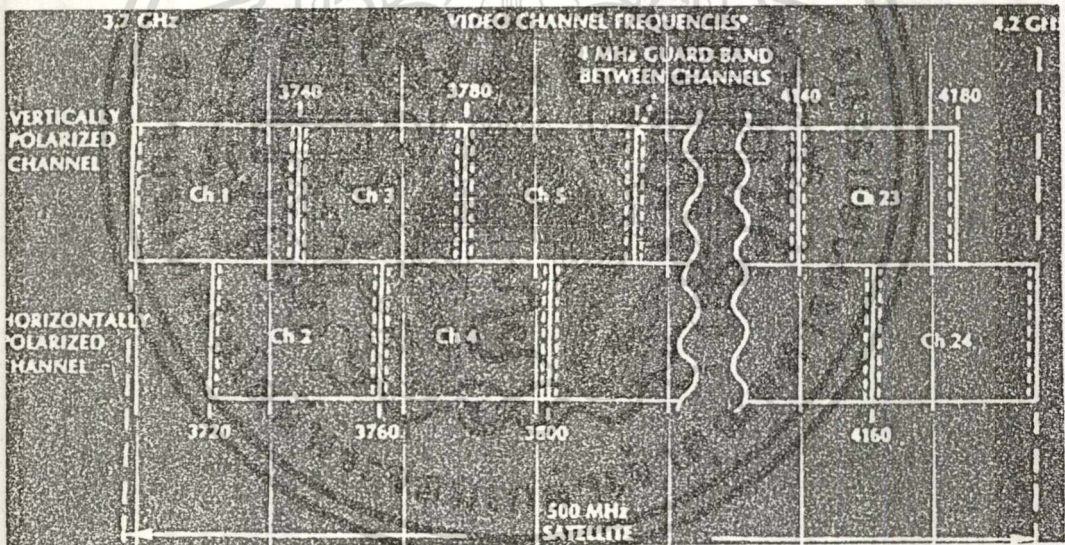 3.7 GHz VIDEO CHANNEL FREQUENCIES* 4.2 GHz
4 MHz GUARD-BAND
BETWEEN CHANNELS
3740 3780 4140 4180
VERTICALLY
POLARIZED
CHANNEL
Ch 1 Ch 3 Ch 5 Ch 23
HORIZONTALLY
POLARIZED
CHANNEL
Ch 2 Ch 4 Ch 24
3720 3760 3800 4160
500 MHz
SATELLITE